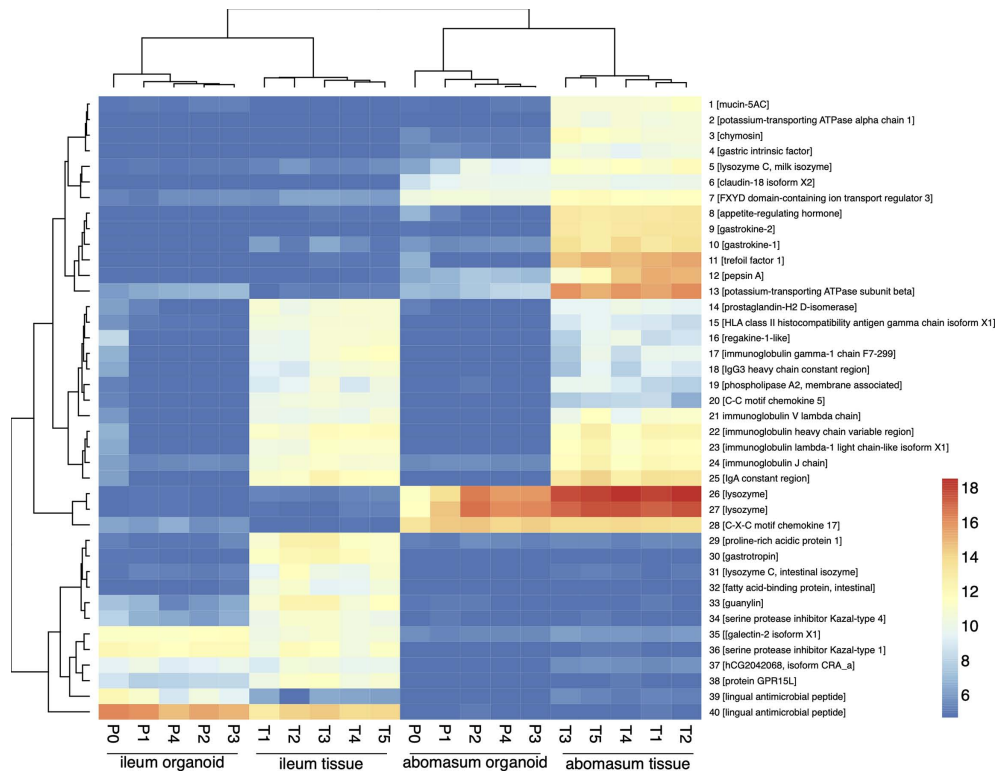 1 [mucin-5AC]
2 [potassium-transporting ATPase alpha chain 1]
3 [chymosin]
4 [gastric intrinsic factor]
5 [lysozyme C, milk isozyme]
6 [claudin-18 isoform X2]
7 [FXYD domain-containing ion transport regulator 3]
8 [appetite-regulating hormone]
9 [gastrokine-2]
10 [gastrokine-1]
11 [trefoil factor 1]
12 [pepsin A]
13 [potassium-transporting ATPase subunit beta]
14 [prostaglandin-H2 D-isomerase]
15 [HLA class II histocompatibility antigen gamma chain isoform X1]
16 [regakine-1-like]
17 [immunoglobulin gamma-1 chain F7-299]
18 [IgG3 heavy chain constant region]
19 [phospholipase A2, membrane associated]
20 [C-C motif chemokine 5]
21 immunoglobulin V lambda chain]
22 [immunoglobulin heavy chain variable region]
23 [immunoglobulin lambda-1 light chain-like isoform X1]
24 [immunoglobulin J chain]
25 [IgA constant region]
26 [lysozyme]
27 [lysozyme]
28 [C-X-C motif chemokine 17]
29 [proline-rich acidic protein 1]
30 [gastrotropin]
31 [lysozyme C, intestinal isozyme]
32 [fatty acid-binding protein, intestinal]
33 [guanylin]
34 [serine protease inhibitor Kazal-type 4]
35 [[galectin-2 isoform X1]
36 [serine protease inhibitor Kazal-type 1]
37 [hCG2042068, isoform CRA_a]
38 [protein GPR15L]
39 [lingual antimicrobial peptide]
40 [lingual antimicrobial peptide]
18
16
14
12
10
8
6
P0 P1 P4 P2 P3 T1 T2 T3 T4 T5 P0 P1 P2 P4 P3 T3 T5 T4 T1 T2
ileum organoid ileum tissue abomasum organoid abomasum tissue